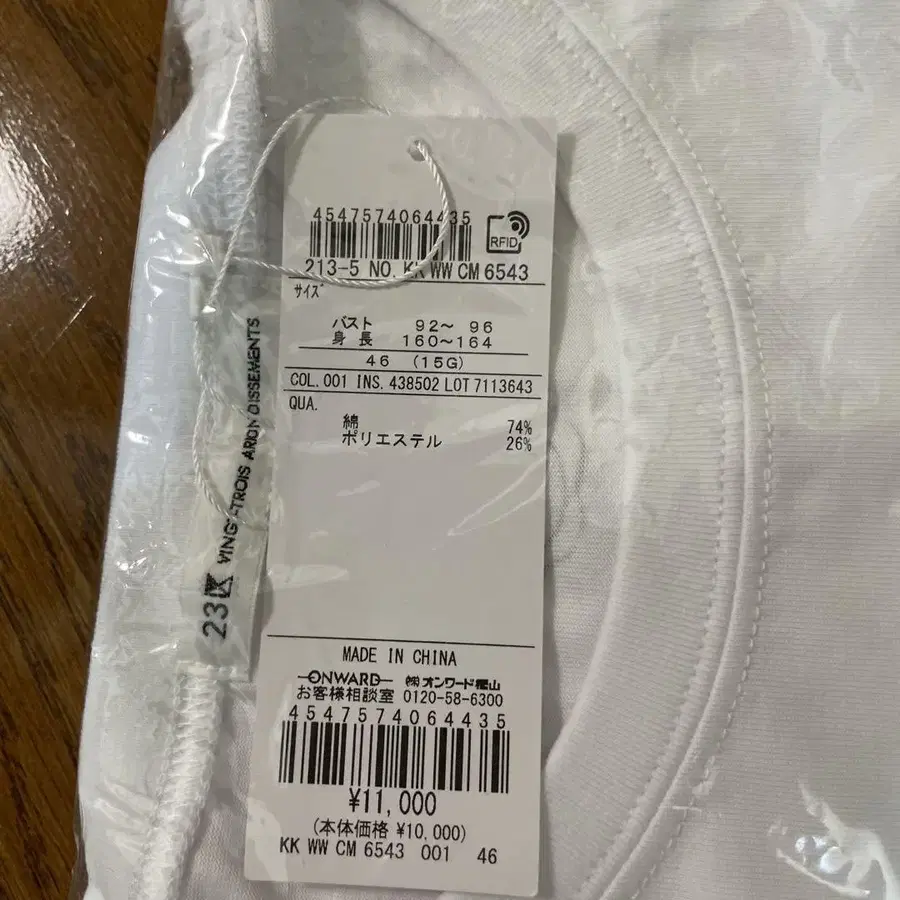 4547574064435
RFID
213-5 NO. KK WW CM 6543
サイズ
バスト 92～ 96
身 長 160～164
46 (15G)
COL. 001 INS. 438502 LOT 7113643
QUA.
綿 74%
ポリエステル 26%
MADE IN CHINA
ONWARD ㈱オンワード樫山
お客様相談室 0120-58-6300
4547574064435
¥11,000
(本体価格 ¥10,000)
KK WW CM 6543 001 46
23区 VINGT-TROIS ARRONDISSEMENTS